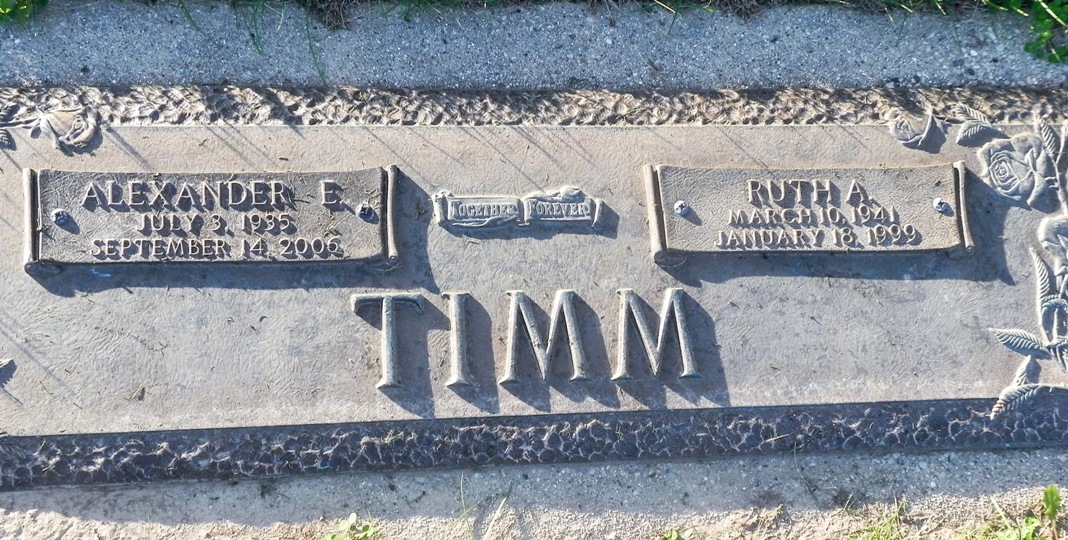 ALEXANDER E.
JULY 3, 1935
SEPTEMBER 14, 2006
TOGETHER FOREVER
RUTH A.
MARCH 10, 1941
JANUARY 18, 1999
TIMM